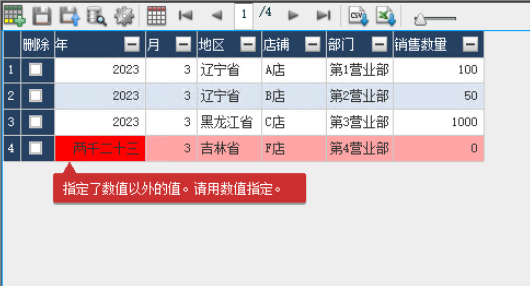 1 /4
CSV
删除 年 月 地区 店铺 部门 销售数量
1 2023 3 辽宁省 A店 第1营业部 100
2 2023 3 辽宁省 B店 第2营业部 50
3 2023 3 黑龙江省 C店 第3营业部 1000
4 两千二十三 3 吉林省 F店 第4营业部 0
指定了数值以外的值。请用数值指定。